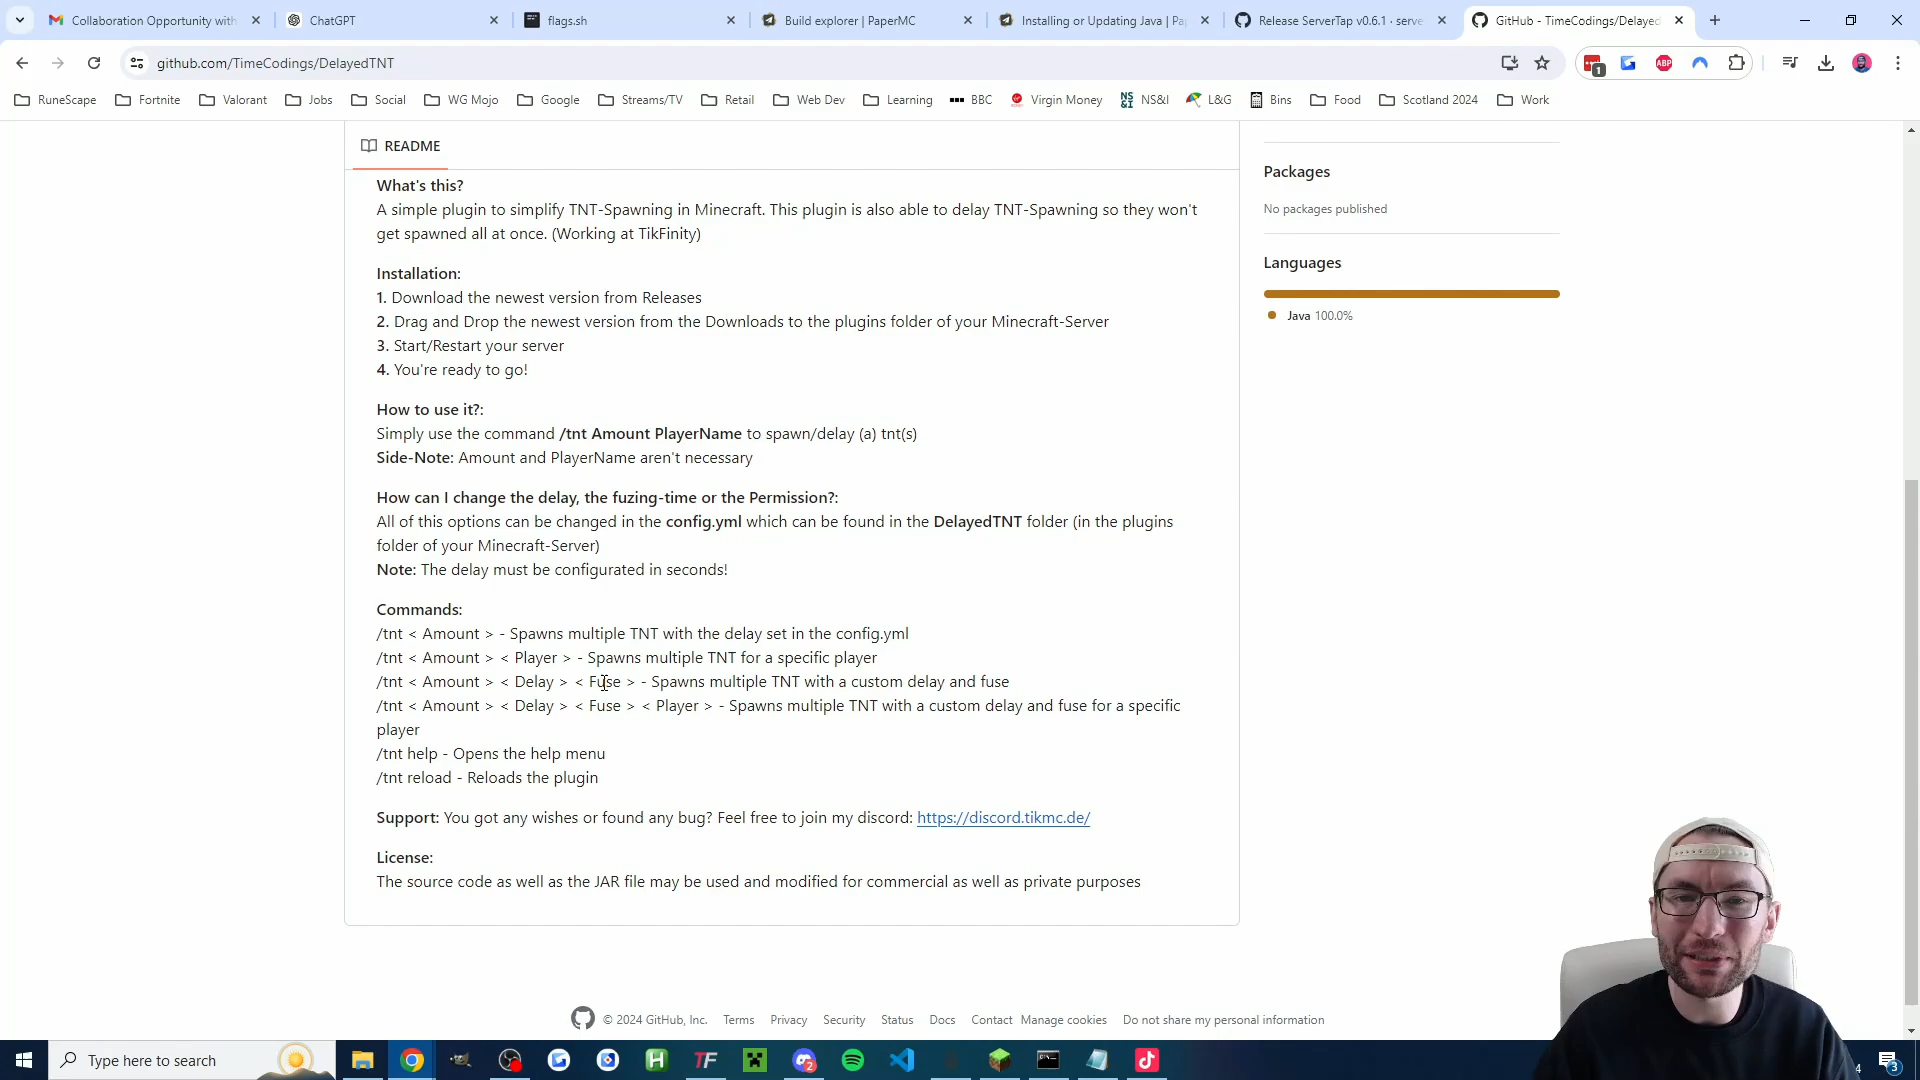 Collaboration Opportunity with
ChatGPT
flags.sh
Build explorer | PaperMC
Installing or Updating Java | Pa
Release ServerTap v0.6.1 · serve
GitHub - TimeCodings/Delayed
github.com/TimeCodings/DelayedTNT
1
ABP
RuneScape
Fortnite
Valorant
Jobs
Social
WG Mojo
Google
Streams/TV
Retail
Web Dev
Learning
BBC
Virgin Money
NS&I
NS&I
L&G
Bins
Food
Scotland 2024
Work
README
What's this?
A simple plugin to simplify TNT-Spawning in Minecraft. This plugin is also able to delay TNT-Spawning so they won't
get spawned all at once. (Working at TikFinity)
Installation:
1. Download the newest version from Releases
2. Drag and Drop the newest version from the Downloads to the plugins folder of your Minecraft-Server
3. Start/Restart your server
4. You're ready to go!
How to use it?:
Simply use the command /tnt Amount PlayerName to spawn/delay (a) tnt(s)
Side-Note: Amount and PlayerName aren't necessary
How can I change the delay, the fuzing-time or the Permission?:
All of this options can be changed in the config.yml which can be found in the DelayedTNT folder (in the plugins
folder of your Minecraft-Server)
Note: The delay must be configurated in seconds!
Commands:
/tnt < Amount > - Spawns multiple TNT with the delay set in the config.yml
/tnt < Amount > < Player > - Spawns multiple TNT for a specific player
/tnt < Amount > < Delay > < Fuse > - Spawns multiple TNT with a custom delay and fuse
/tnt < Amount > < Delay > < Fuse > < Player > - Spawns multiple TNT with a custom delay and fuse for a specific
player
/tnt help - Opens the help menu
/tnt reload - Reloads the plugin
Support: You got any wishes or found any bug? Feel free to join my discord: https://discord.tikmc.de/
License:
The source code as well as the JAR file may be used and modified for commercial as well as private purposes
Packages
No packages published
Languages
Java 100.0%
© 2024 GitHub, Inc.
Terms
Privacy
Security
Status
Docs
Contact
Manage cookies
Do not share my personal information
Type here to search
H
TF
2
4
3